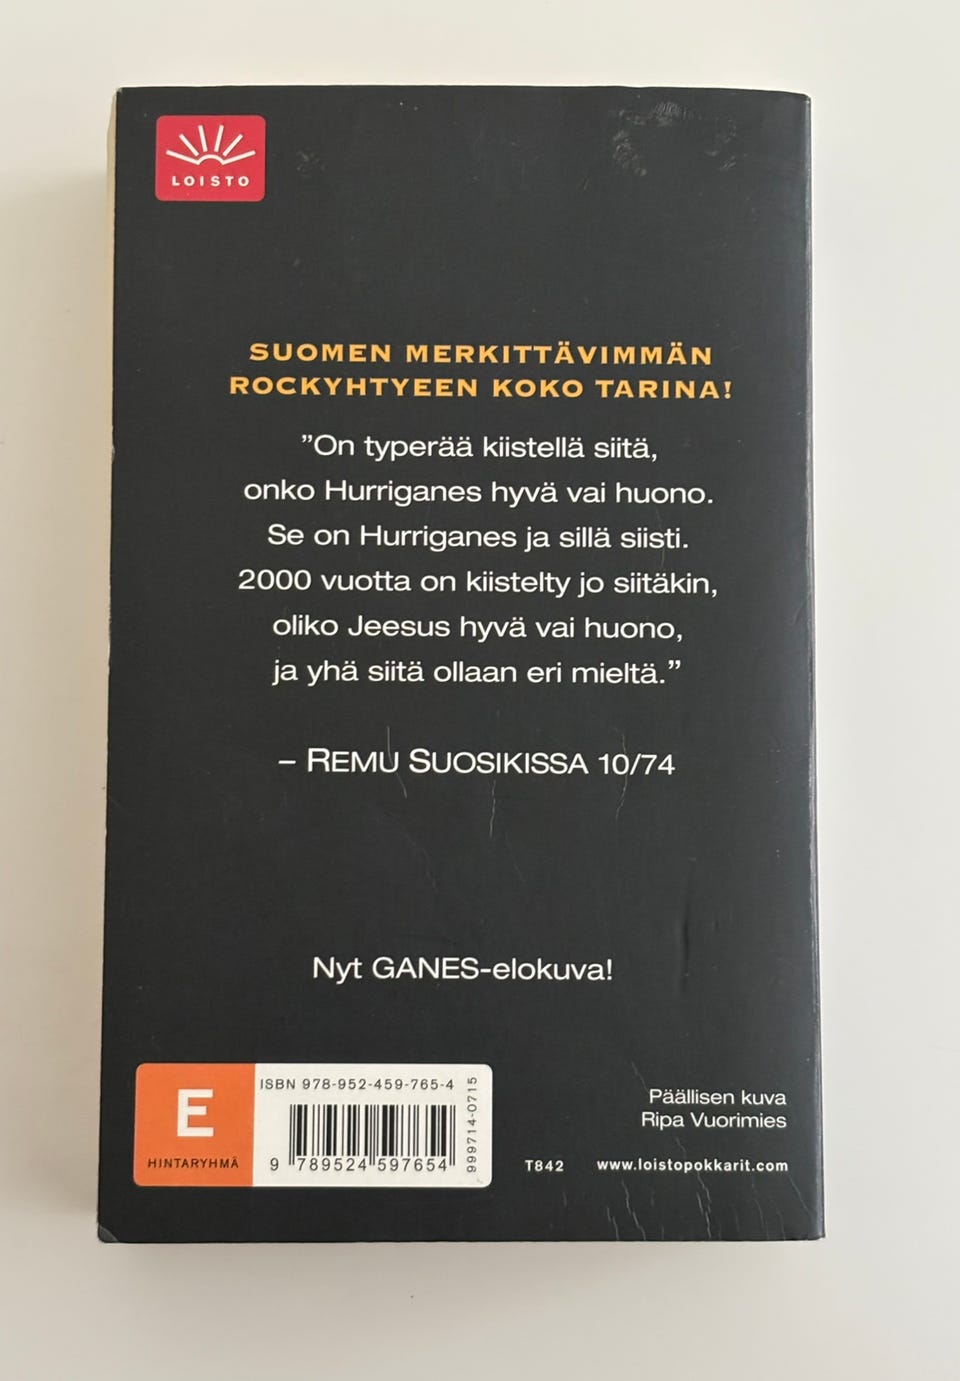 LOISTO
SUOMEN MERKITTÄVIMMÄN
ROCKYHTYEEN KOKO TARINA!
”On typerää kiistellä siitä,
onko Hurriganes hyvä vai huono.
Se on Hurriganes ja sillä siisti.
2000 vuotta on kiistelty jo siitäkin,
oliko Jeesus hyvä vai huono,
ja yhä siitä ollaan eri mieltä.”
– REMU SUOSIKISSA 10/74
Nyt GANES-elokuva!
E
HINTARYHMÄ
ISBN 978-952-459-765-4
9 789524 597654
999714-0715
Päällisen kuva
Ripa Vuorimies
T842 www.loistopokkarit.com